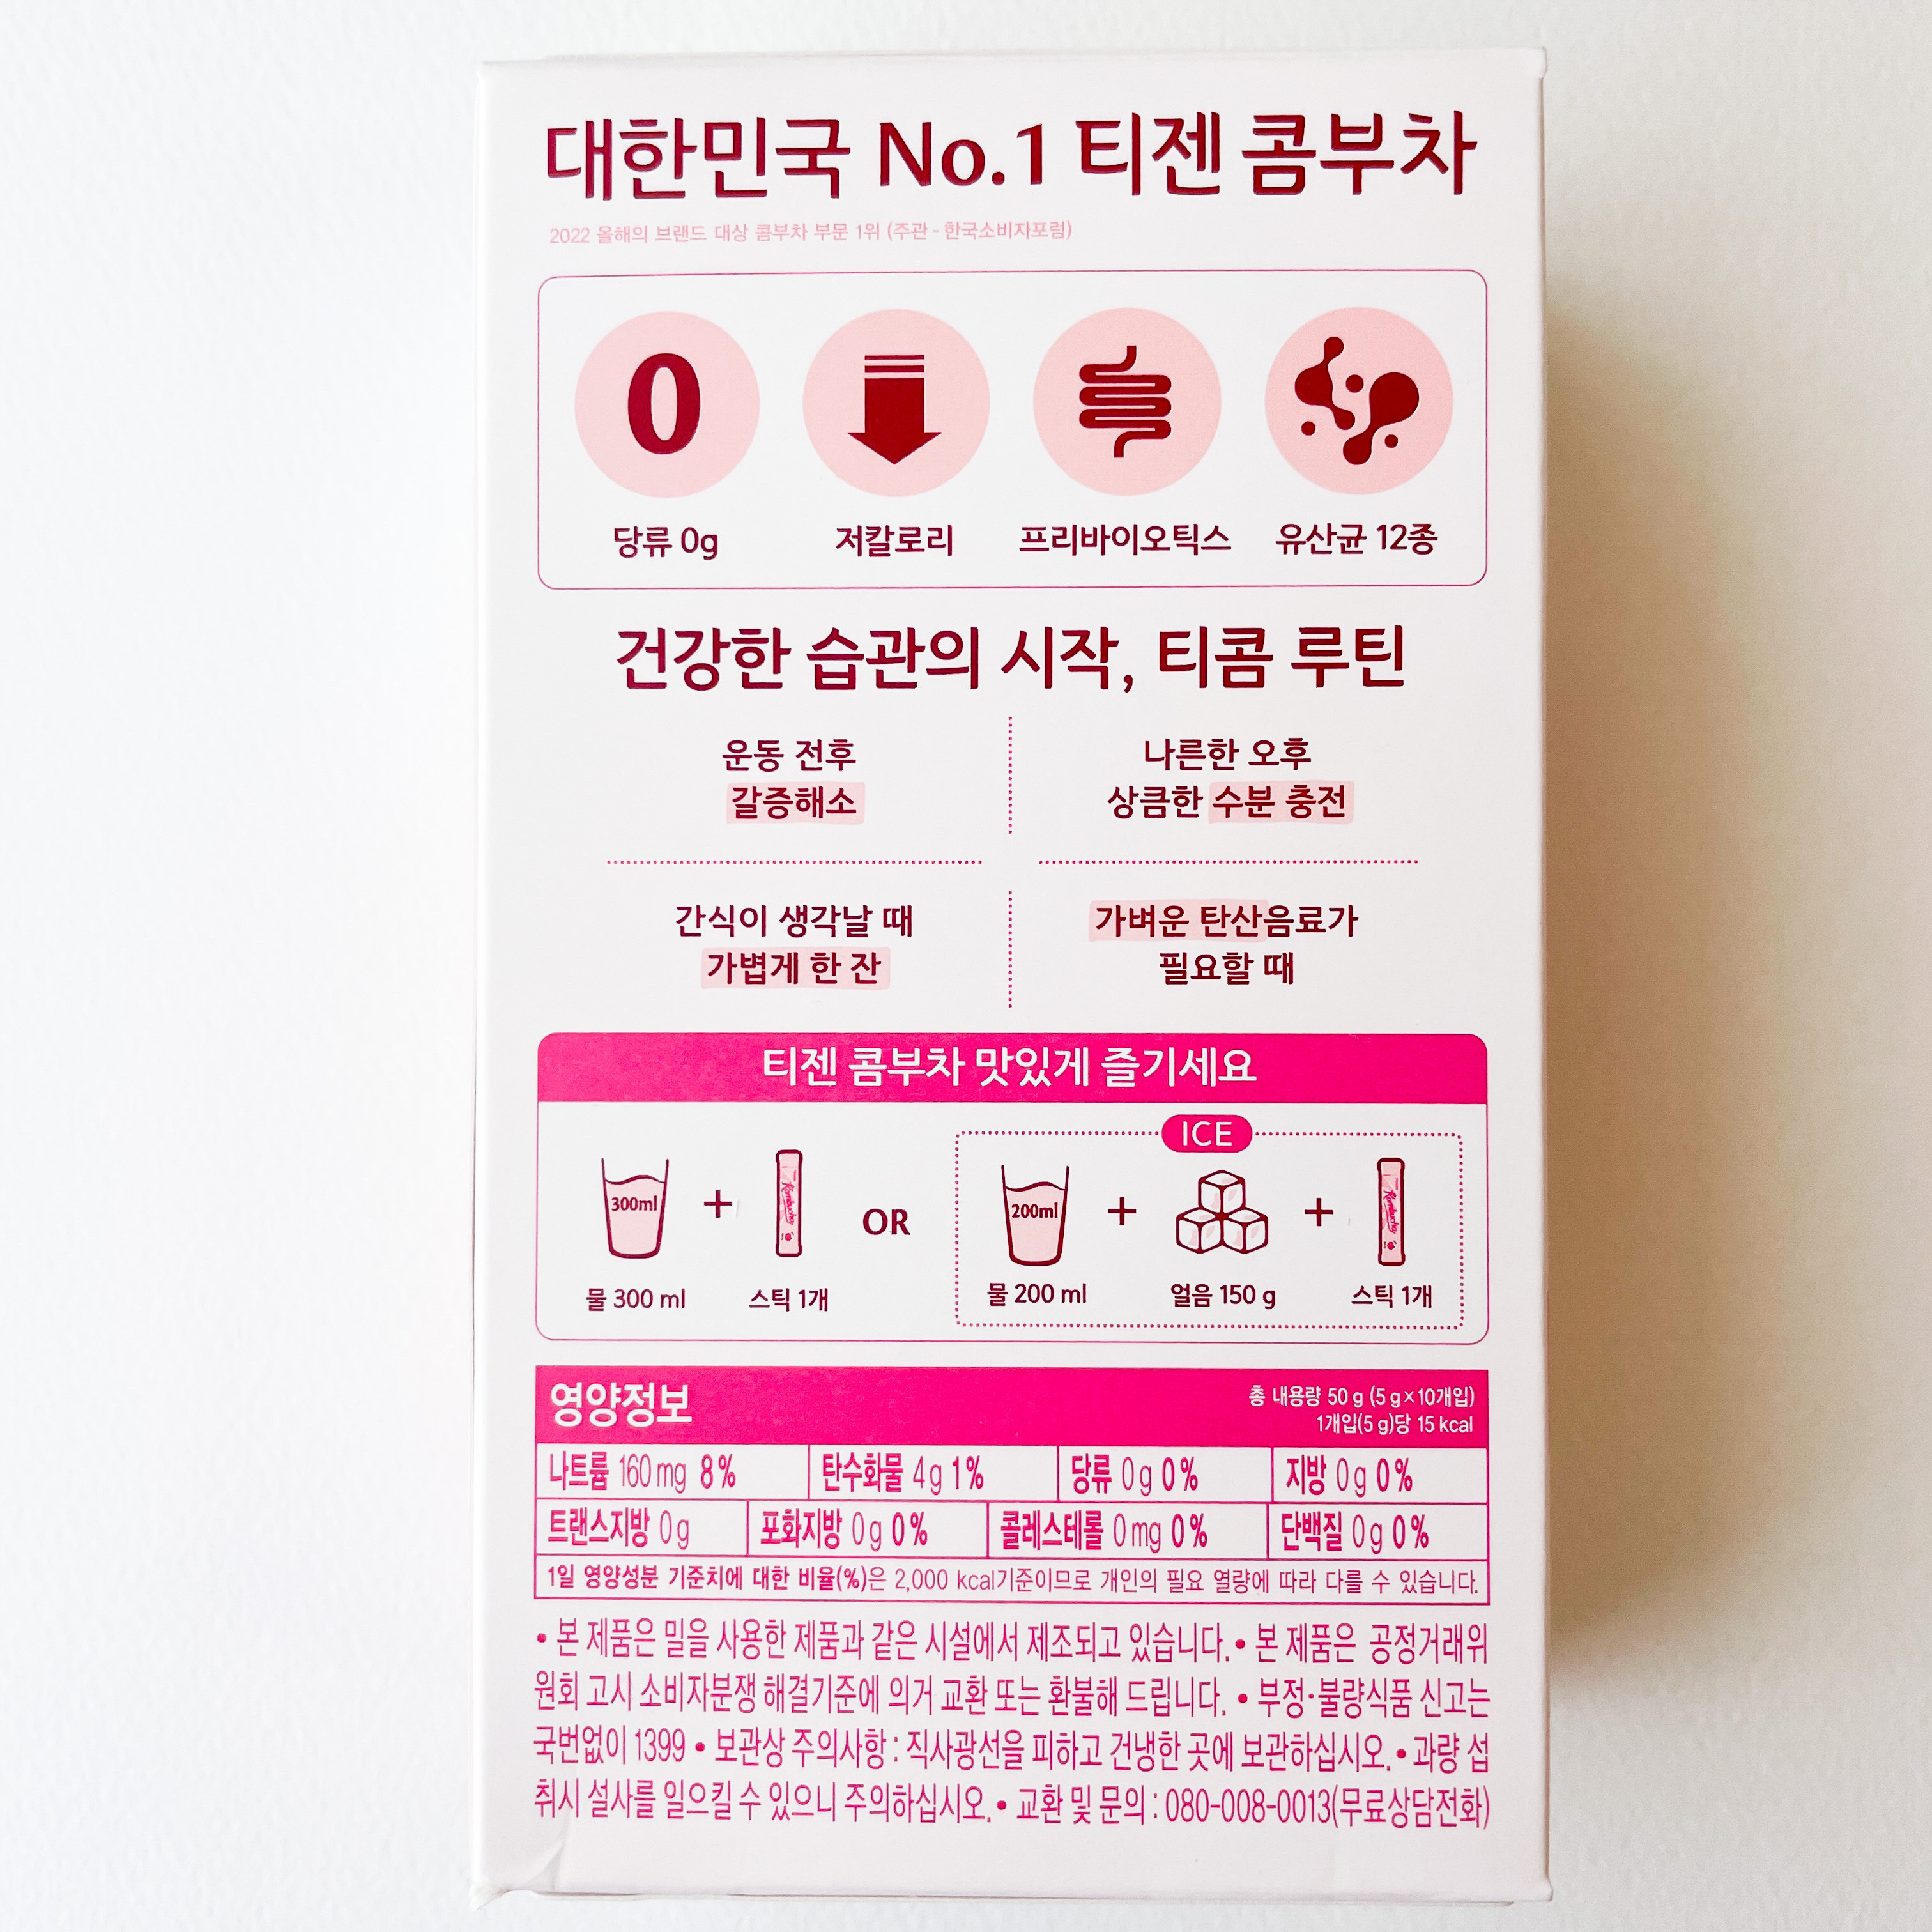 대한민국 No.1 티젠 콤부차
2022 올해의 브랜드 대상 콤부차 부문 1위 (주관 - 한국소비자포럼)
0
당류 0g 저칼로리 프리바이오틱스 유산균 12종
건강한 습관의 시작, 티콤 루틴
운동 전후
갈증해소
나른한 오후
상큼한 수분 충전
간식이 생각날 때
가볍게 한 잔
가벼운 탄산음료가
필요할 때
티젠 콤부차 맛있게 즐기세요
300ml + Kombucha
물 300 ml 스틱 1개
OR
ICE
200ml + + Kombucha
물 200 ml 얼음 150 g 스틱 1개
영양정보
총 내용량 50 g (5 g×10개입)
1개입(5 g)당 15 kcal
나트륨 160 mg 8% 탄수화물 4 g 1% 당류 0 g 0% 지방 0 g 0%
트랜스지방 0 g 포화지방 0 g 0% 콜레스테롤 0 mg 0% 단백질 0 g 0%
1일 영양성분 기준치에 대한 비율(%)은 2,000 kcal기준이므로 개인의 필요 열량에 따라 다를 수 있습니다.
• 본 제품은 밀을 사용한 제품과 같은 시설에서 제조되고 있습니다. • 본 제품은 공정거래위
원회 고시 소비자분쟁 해결기준에 의거 교환 또는 환불해 드립니다. • 부정·불량식품 신고는
국번없이 1399 • 보관상 주의사항 : 직사광선을 피하고 건냉한 곳에 보관하십시오. • 과량 섭
취시 설사를 일으킬 수 있으니 주의하십시오. • 교환 및 문의 : 080-008-0013(무료상담전화)